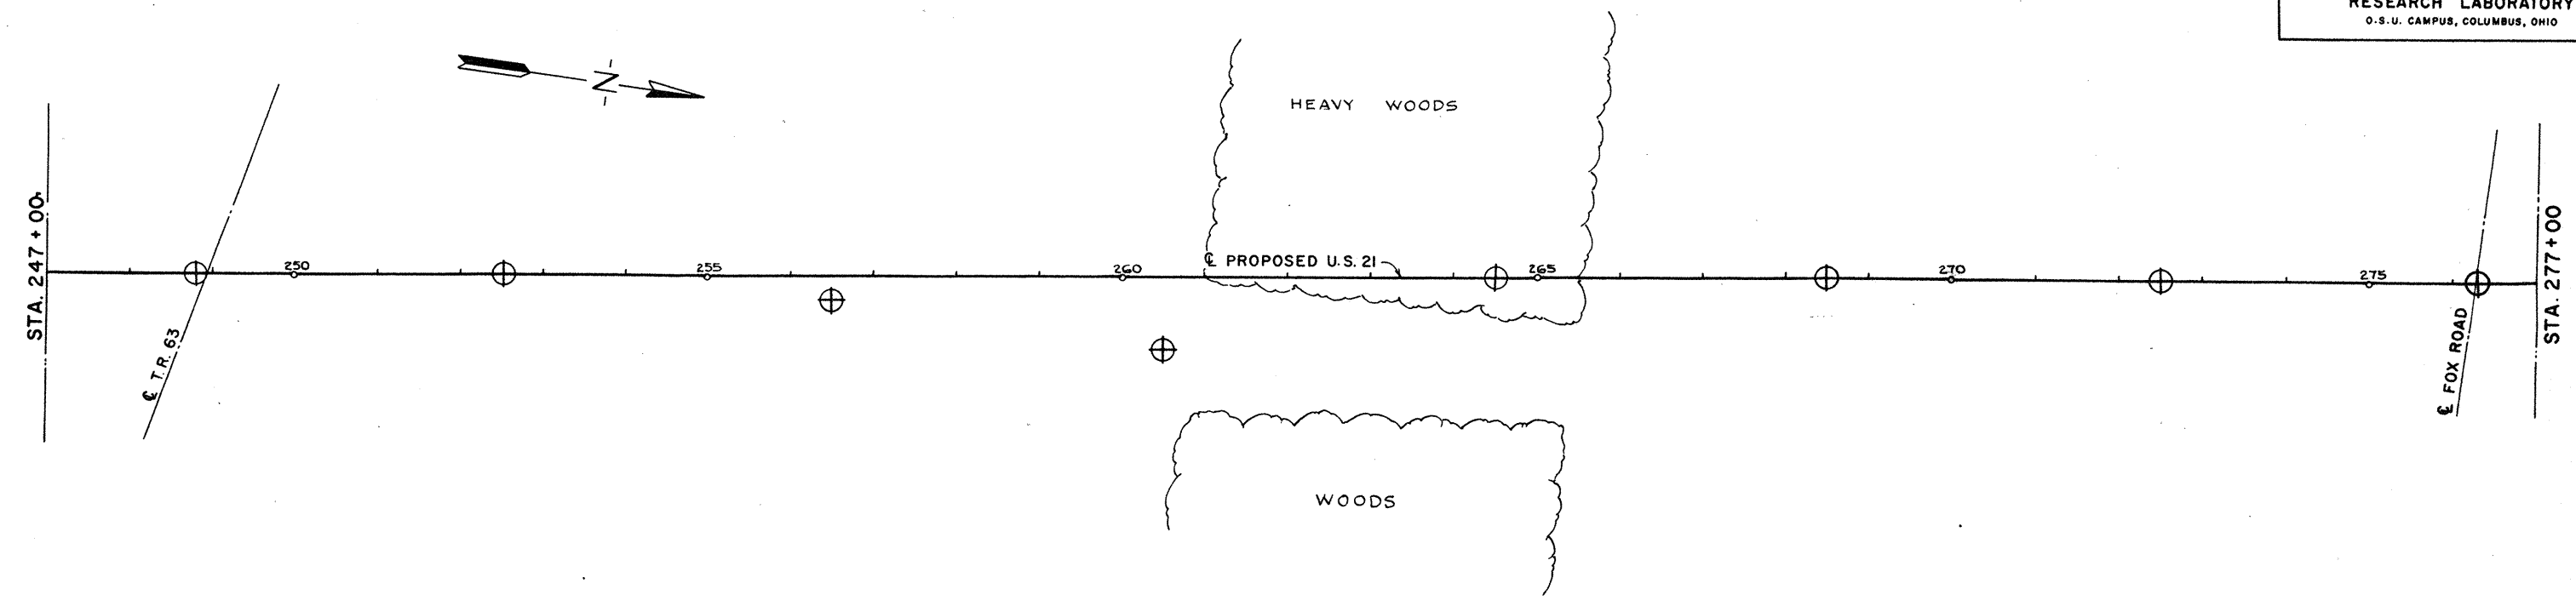 RESEARCH LABORATORY
O.S.U. CAMPUS, COLUMBUS, OHIO
N
HEAVY WOODS
STA. 247 + 00
℄ T.R. 63
250
255
260
℄ PROPOSED U.S. 21
265
270
275
℄ FOX ROAD
STA. 277+00
WOODS